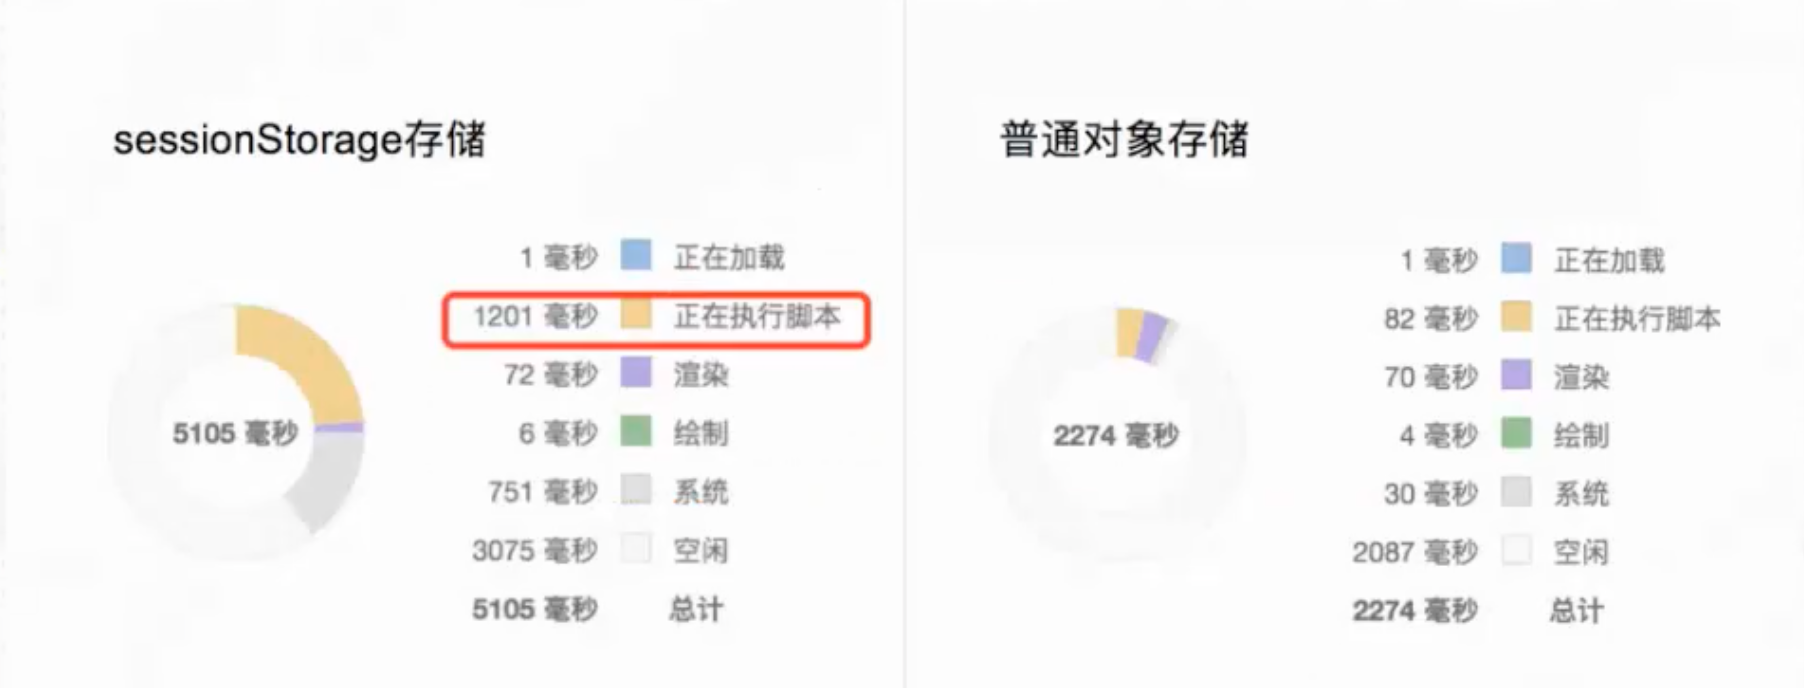 sessionStorage存储
1 毫秒 正在加载
1201 毫秒 正在执行脚本
72 毫秒 渲染
5105 毫秒
6 毫秒 绘制
751 毫秒 系统
3075 毫秒 空闲
5105 毫秒 总计
普通对象存储
1 毫秒 正在加载
82 毫秒 正在执行脚本
70 毫秒 渲染
2274 毫秒
4 毫秒 绘制
30 毫秒 系统
2087 毫秒 空闲
2274 毫秒 总计